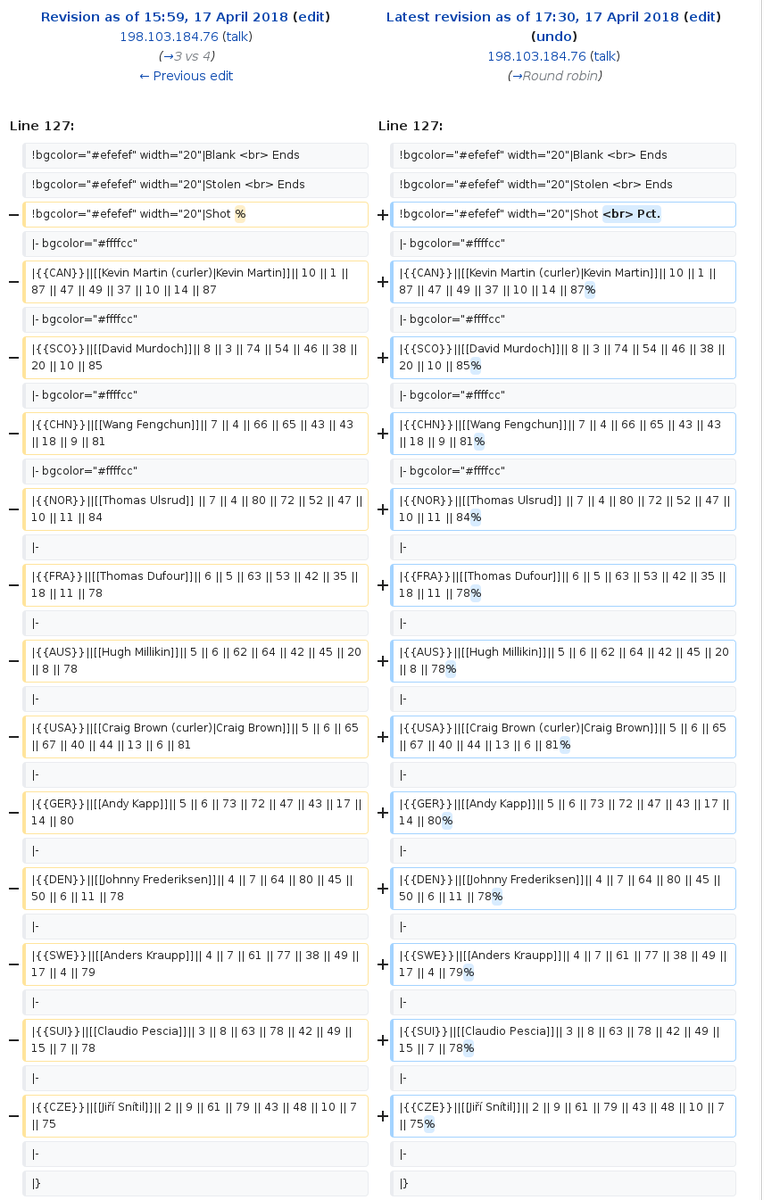 Revision as of 15:59, 17 April 2018 (edit)
198.103.184.76 (talk)
(→3 vs 4)
← Previous edit
Latest revision as of 17:30, 17 April 2018 (edit)
(undo)
198.103.184.76 (talk)
(→Round robin)
Line 127:
Line 127:
!bgcolor="#efefef" width="20"|Blank <br> Ends
!bgcolor="#efefef" width="20"|Blank <br> Ends
!bgcolor="#efefef" width="20"|Stolen <br> Ends
!bgcolor="#efefef" width="20"|Stolen <br> Ends
− !bgcolor="#efefef" width="20"|Shot %
+ !bgcolor="#efefef" width="20"|Shot <br> Pct.
|- bgcolor="#ffffcc"
|- bgcolor="#ffffcc"
− |{{CAN}}||[[Kevin Martin (curler)|Kevin Martin]]|| 10 || 1 ||
87 || 47 || 49 || 37 || 10 || 14 || 87
+ |{{CAN}}||[[Kevin Martin (curler)|Kevin Martin]]|| 10 || 1 ||
87 || 47 || 49 || 37 || 10 || 14 || 87%
|- bgcolor="#ffffcc"
|- bgcolor="#ffffcc"
− |{{SCO}}||[[David Murdoch]]|| 8 || 3 || 74 || 54 || 46 || 38 ||
20 || 10 || 85
+ |{{SCO}}||[[David Murdoch]]|| 8 || 3 || 74 || 54 || 46 || 38 ||
20 || 10 || 85%
|- bgcolor="#ffffcc"
|- bgcolor="#ffffcc"
− |{{CHN}}||[[Wang Fengchun]]|| 7 || 4 || 66 || 65 || 43 || 43
|| 18 || 9 || 81
+ |{{CHN}}||[[Wang Fengchun]]|| 7 || 4 || 66 || 65 || 43 || 43
|| 18 || 9 || 81%
|- bgcolor="#ffffcc"
|- bgcolor="#ffffcc"
− |{{NOR}}||[[Thomas Ulsrud]] || 7 || 4 || 80 || 72 || 52 || 47 ||
10 || 11 || 84
+ |{{NOR}}||[[Thomas Ulsrud]] || 7 || 4 || 80 || 72 || 52 || 47 ||
10 || 11 || 84%
|-
|-
− |{{FRA}}||[[Thomas Dufour]]|| 6 || 5 || 63 || 53 || 42 || 35 ||
18 || 11 || 78
+ |{{FRA}}||[[Thomas Dufour]]|| 6 || 5 || 63 || 53 || 42 || 35 ||
18 || 11 || 78%
|-
|-
− |{{AUS}}||[[Hugh Millikin]]|| 5 || 6 || 62 || 64 || 42 || 45 || 20
|| 8 || 78
+ |{{AUS}}||[[Hugh Millikin]]|| 5 || 6 || 62 || 64 || 42 || 45 || 20
|| 8 || 78%
|-
|-
− |{{USA}}||[[Craig Brown (curler)|Craig Brown]]|| 5 || 6 || 65
|| 67 || 40 || 44 || 13 || 6 || 81
+ |{{USA}}||[[Craig Brown (curler)|Craig Brown]]|| 5 || 6 || 65
|| 67 || 40 || 44 || 13 || 6 || 81%
|-
|-
− |{{GER}}||[[Andy Kapp]]|| 5 || 6 || 73 || 72 || 47 || 43 || 17 ||
14 || 80
+ |{{GER}}||[[Andy Kapp]]|| 5 || 6 || 73 || 72 || 47 || 43 || 17 ||
14 || 80%
|-
|-
− |{{DEN}}||[[Johnny Frederiksen]]|| 4 || 7 || 64 || 80 || 45 ||
50 || 6 || 11 || 78
+ |{{DEN}}||[[Johnny Frederiksen]]|| 4 || 7 || 64 || 80 || 45 ||
50 || 6 || 11 || 78%
|-
|-
− |{{SWE}}||[[Anders Kraupp]]|| 4 || 7 || 61 || 77 || 38 || 49 ||
17 || 4 || 79
+ |{{SWE}}||[[Anders Kraupp]]|| 4 || 7 || 61 || 77 || 38 || 49 ||
17 || 4 || 79%
|-
|-
− |{{SUI}}||[[Claudio Pescia]]|| 3 || 8 || 63 || 78 || 42 || 49 ||
15 || 7 || 78
+ |{{SUI}}||[[Claudio Pescia]]|| 3 || 8 || 63 || 78 || 42 || 49 ||
15 || 7 || 78%
|-
|-
− |{{CZE}}||[[Jiří Snítil]]|| 2 || 9 || 61 || 79 || 43 || 48 || 10 || 7
|| 75
+ |{{CZE}}||[[Jiří Snítil]]|| 2 || 9 || 61 || 79 || 43 || 48 || 10 || 7
|| 75%
|-
|-
|}
|}